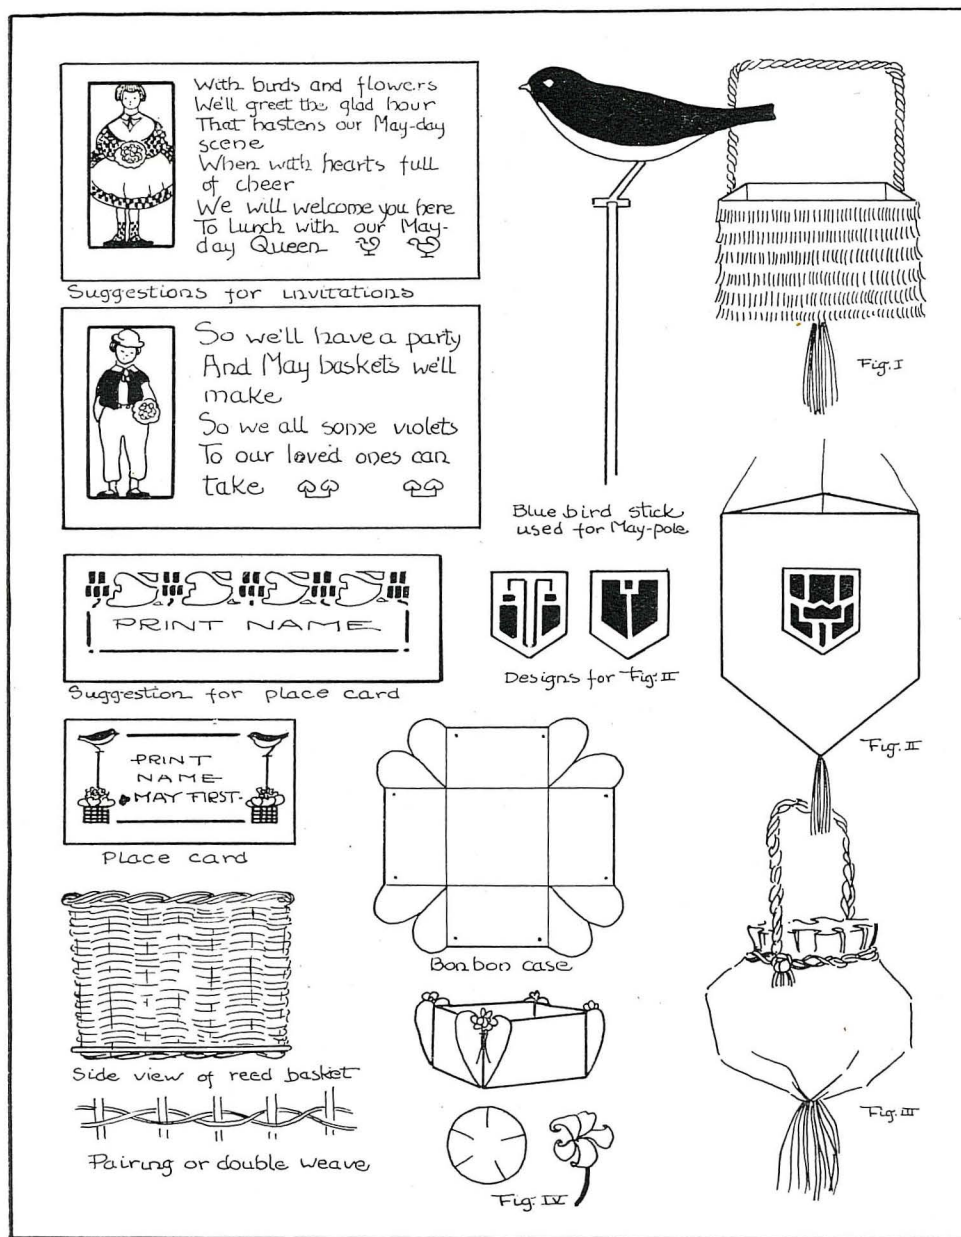 With birds and flowers
We'll greet the glad hour
That hastens our May-day
scene
When with hearts full
of cheer
We will welcome you here
To Lunch with our May-
day Queen
Suggestions for invitations
So we'll have a party
And May baskets we'll
make
So we all some violets
To our loved ones can
take
Blue bird stick
used for May-pole
Fig. I
PRINT NAME
Suggestion for place card
Designs for Fig. II
Fig. II
PRINT
NAME
MAY FIRST
Place card
Bonbon case
Side view of reed basket
Pairing or double weave
Fig. IV
Fig. III